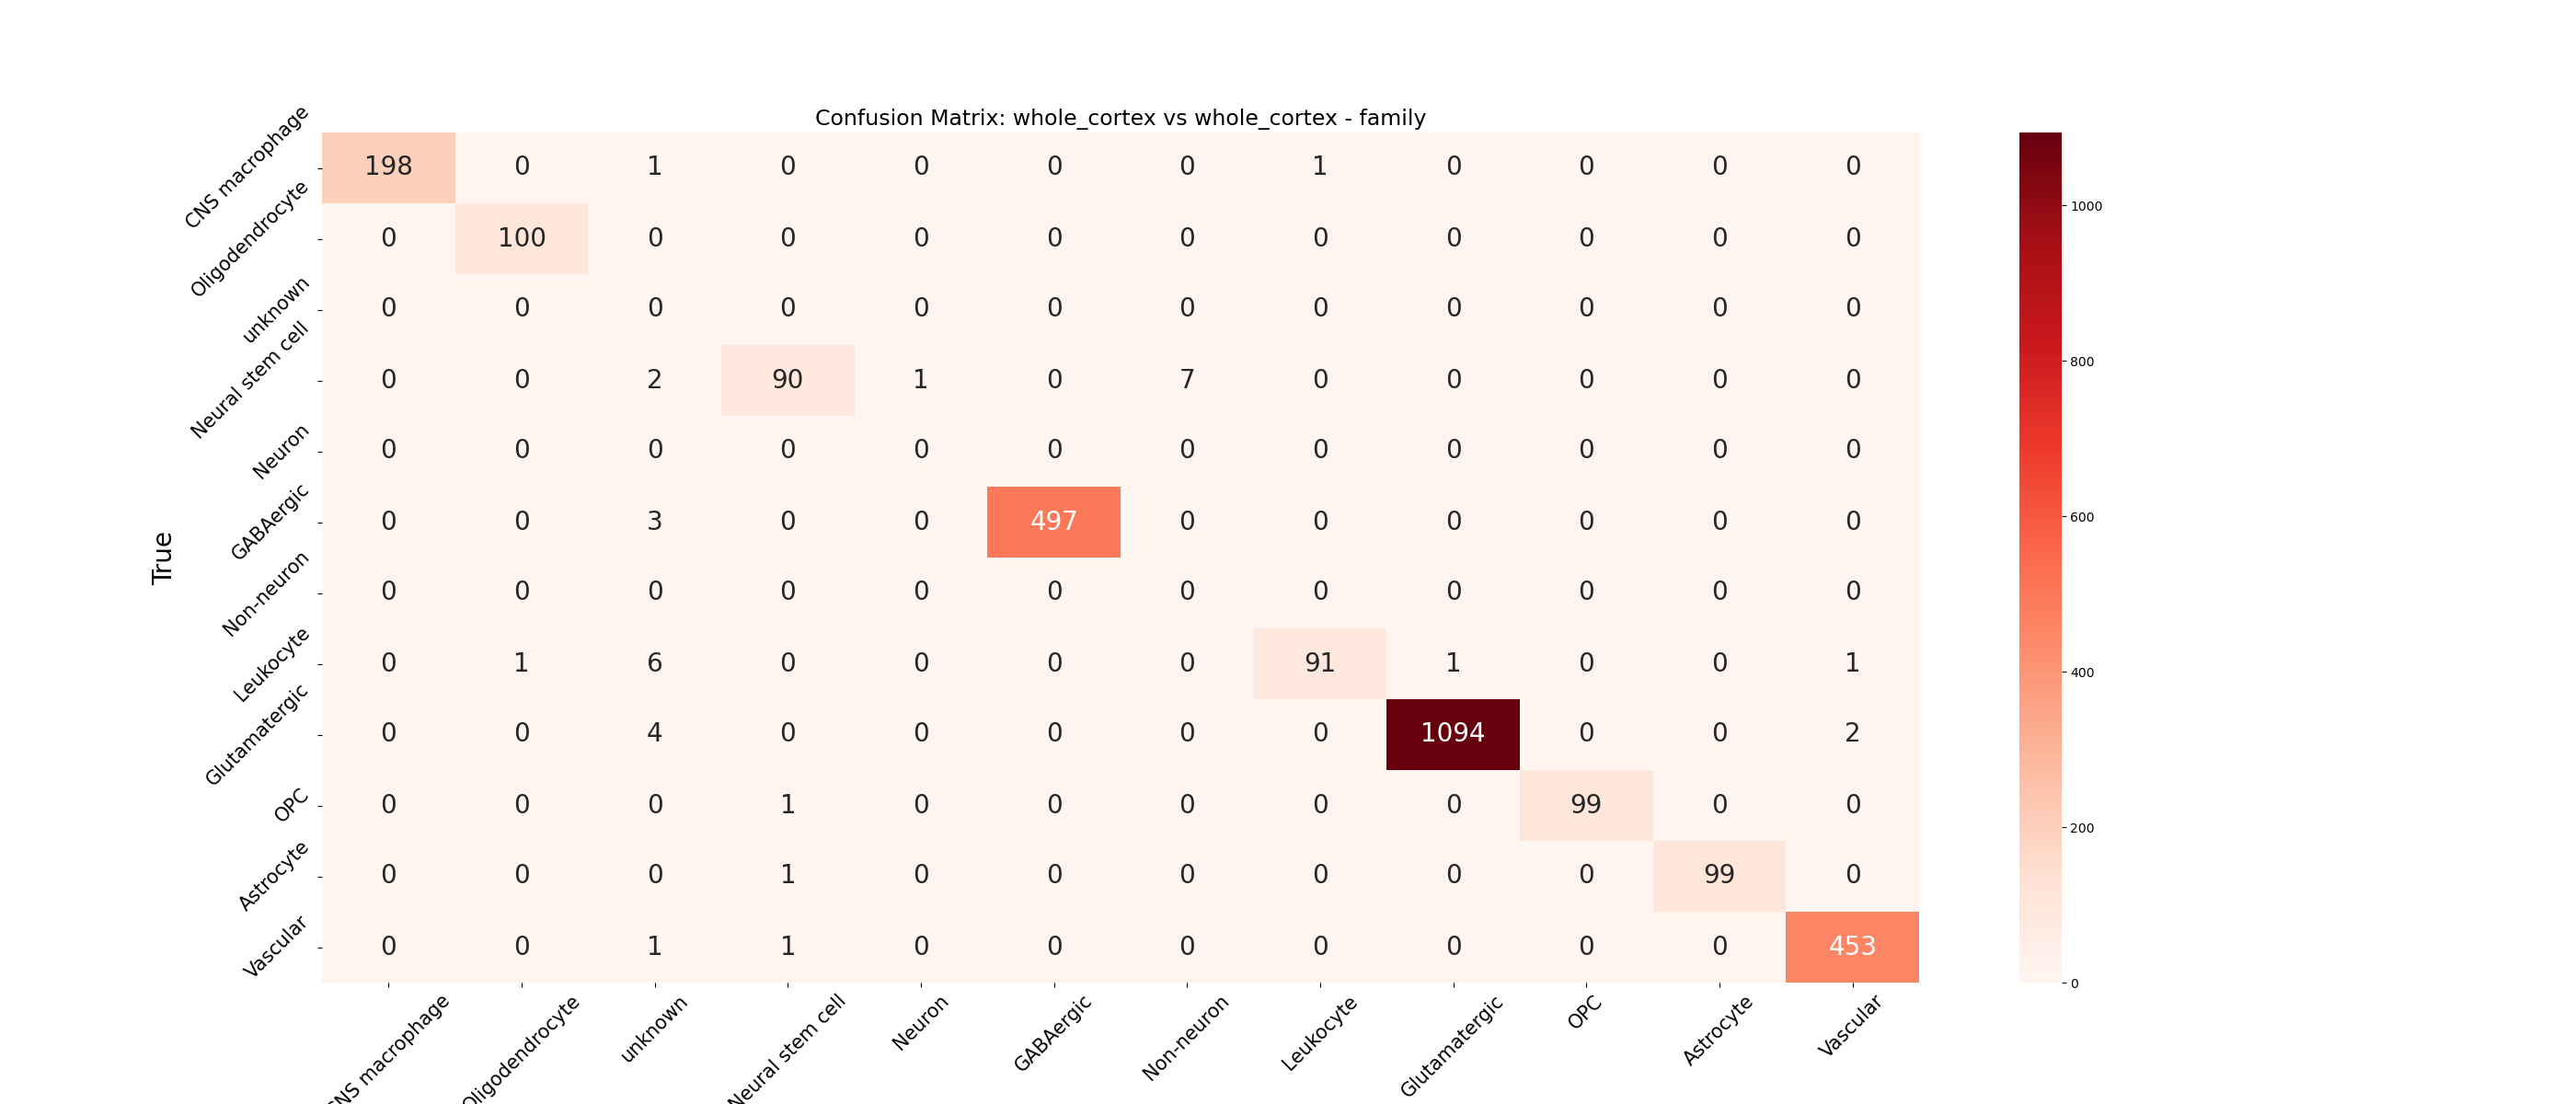 Confusion Matrix: whole_cortex vs whole_cortex - family
True
CNS macrophage 198 0 1 0 0 0 0 1 0 0 0 0
Oligodendrocyte 0 100 0 0 0 0 0 0 0 0 0 0
unknown 0 0 0 0 0 0 0 0 0 0 0 0
Neural stem cell 0 0 2 90 1 0 7 0 0 0 0 0
Neuron 0 0 0 0 0 0 0 0 0 0 0 0
GABAergic 0 0 3 0 0 497 0 0 0 0 0 0
Non-neuron 0 0 0 0 0 0 0 0 0 0 0 0
Leukocyte 0 1 6 0 0 0 0 91 1 0 0 1
Glutamatergic 0 0 4 0 0 0 0 0 1094 0 0 2
OPC 0 0 0 1 0 0 0 0 0 99 0 0
Astrocyte 0 0 0 1 0 0 0 0 0 0 99 0
Vascular 0 0 1 1 0 0 0 0 0 0 0 453
CNS macrophage Oligodendrocyte unknown Neural stem cell Neuron GABAergic Non-neuron Leukocyte Glutamatergic OPC Astrocyte Vascular
1000
800
600
400
200
0